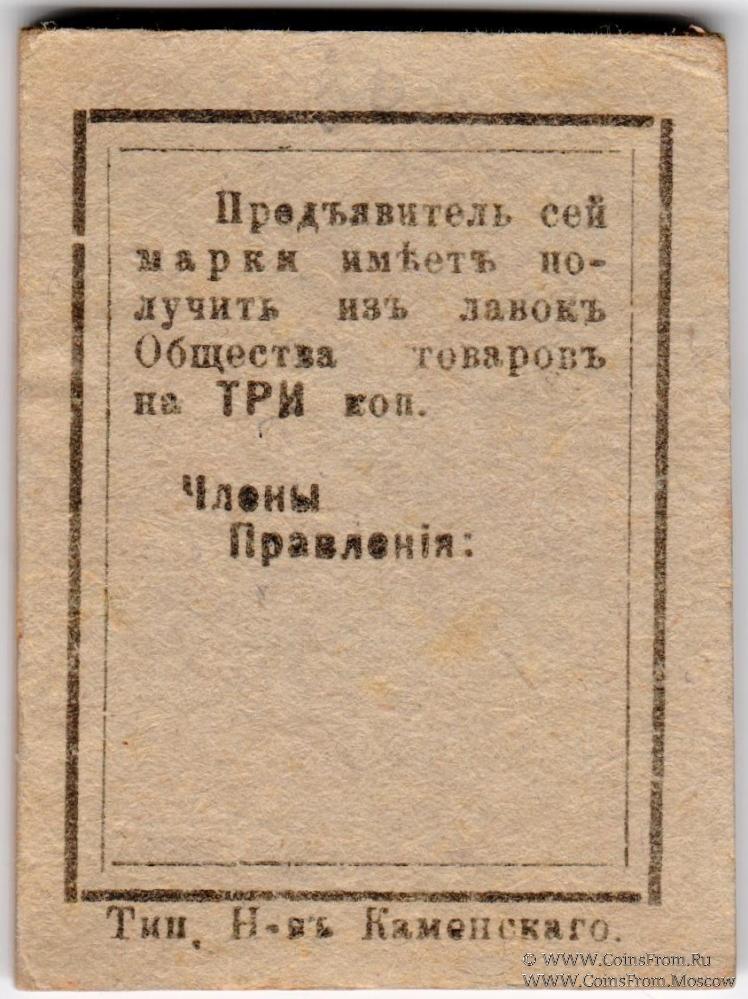 Предъявитель сей
марки имѣетъ по-
лучить изъ лавокъ
Общества товаровъ
на ТРИ коп.
Члены
Правленія:
Тип. Н-въ Каменскаго.
© WWW.CoinsFrom.Ru
WWW.CoinsFrom.Moscow